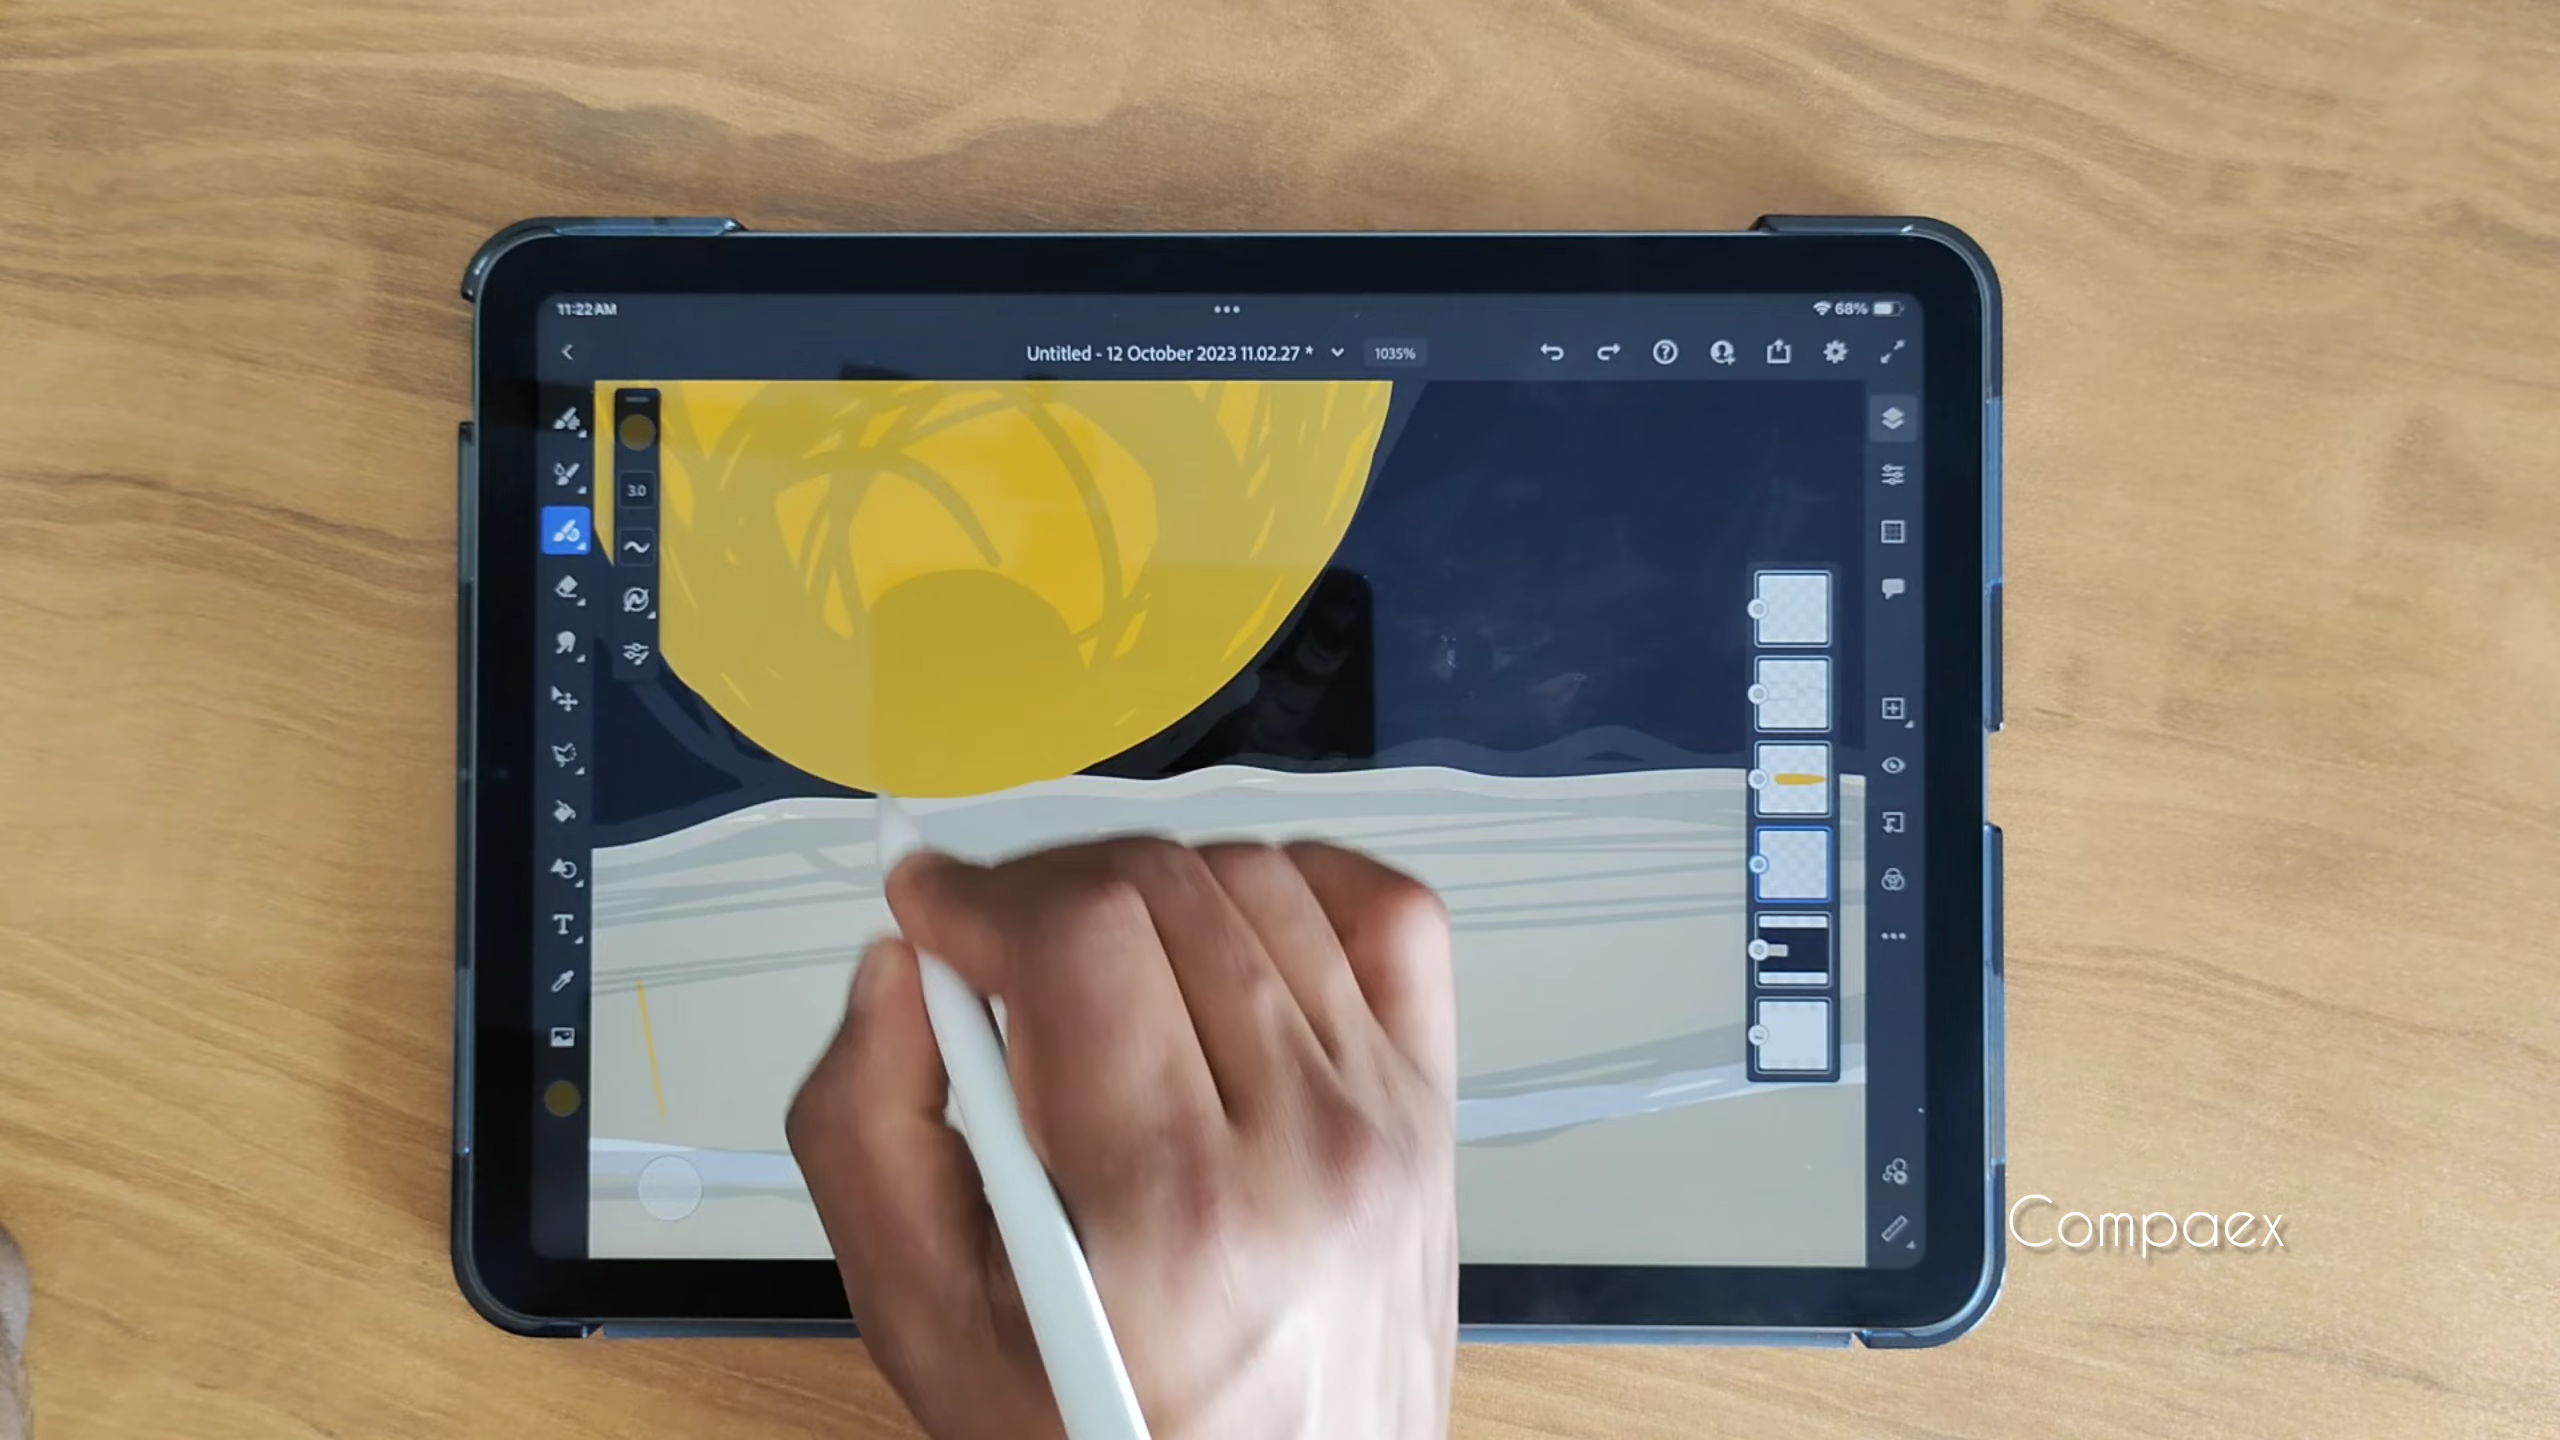 11:22 AM
68%
Untitled - 12 October 2023 11.02.27 *
1035%
3.0
T
Compaex